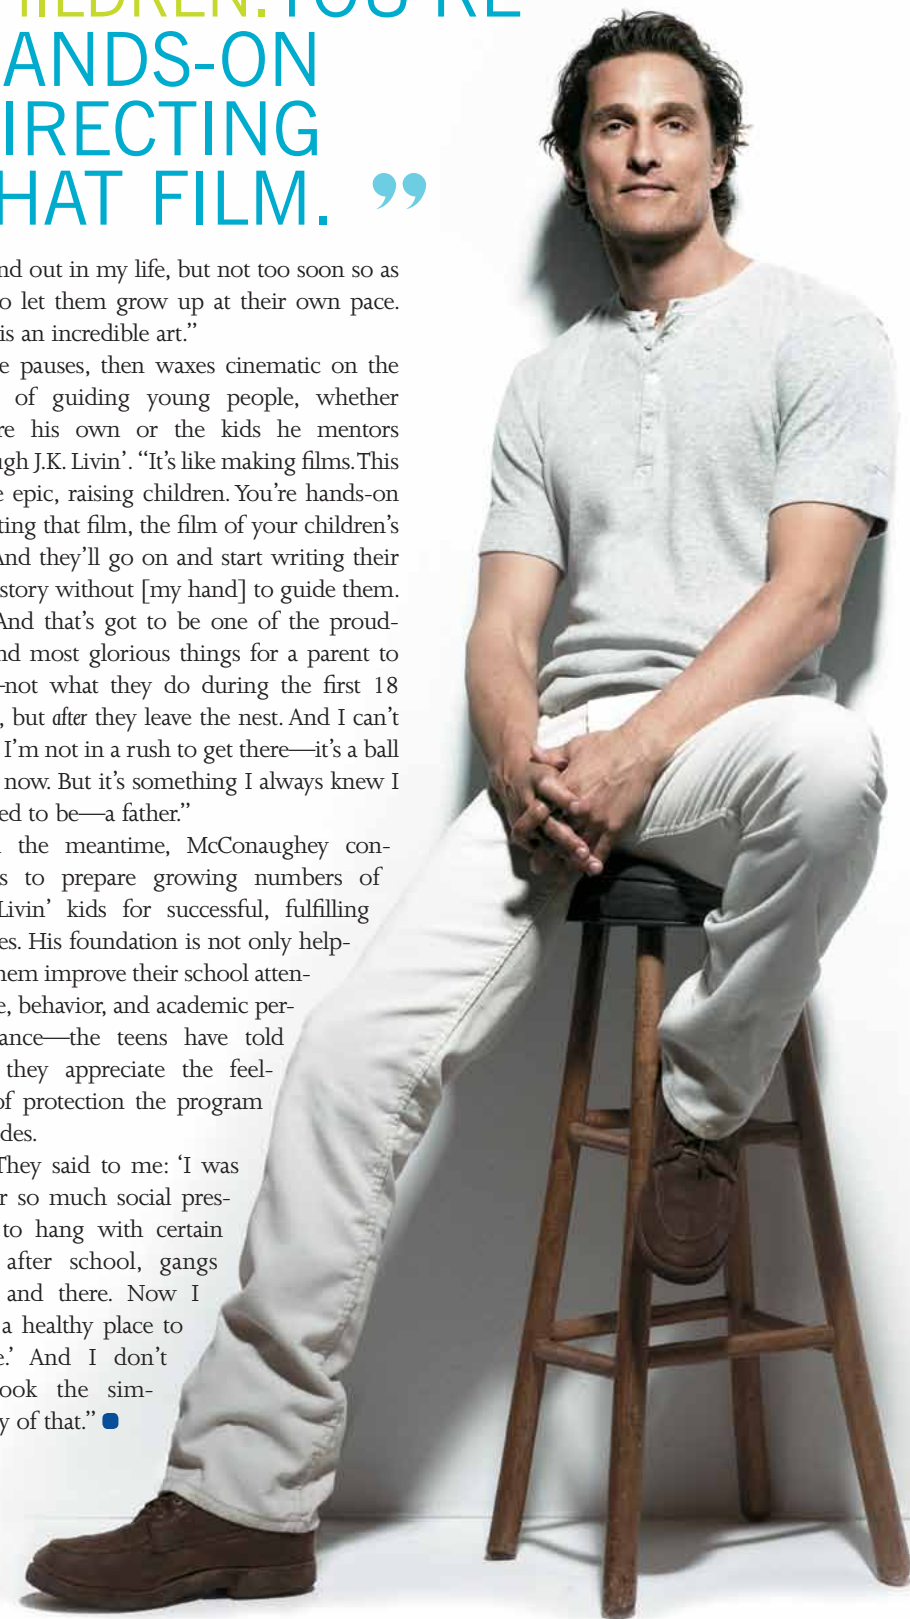 HILDREN. YOU'RE
ANDS-ON
IRECTING
HAT FILM. ”
nd out in my life, but not too soon so as
o let them grow up at their own pace.
is an incredible art.”
e pauses, then waxes cinematic on the
of guiding young people, whether
re his own or the kids he mentors
ugh J.K. Livin’. “It’s like making films. This
e epic, raising children. You’re hands-on
ting that film, the film of your children’s
And they’ll go on and start writing their
story without [my hand] to guide them.
And that’s got to be one of the proud-
nd most glorious things for a parent to
—not what they do during the first 18
, but after they leave the nest. And I can’t
I’m not in a rush to get there—it’s a ball
now. But it’s something I always knew I
ed to be—a father.”
the meantime, McConaughey con-
s to prepare growing numbers of
Livin’ kids for successful, fulfilling
es. His foundation is not only help-
hem improve their school atten-
e, behavior, and academic per-
ance—the teens have told
they appreciate the feel-
of protection the program
des.
They said to me: ‘I was
r so much social pres-
to hang with certain
after school, gangs
and there. Now I
a healthy place to
e.’ And I don’t
ook the sim-
y of that.”